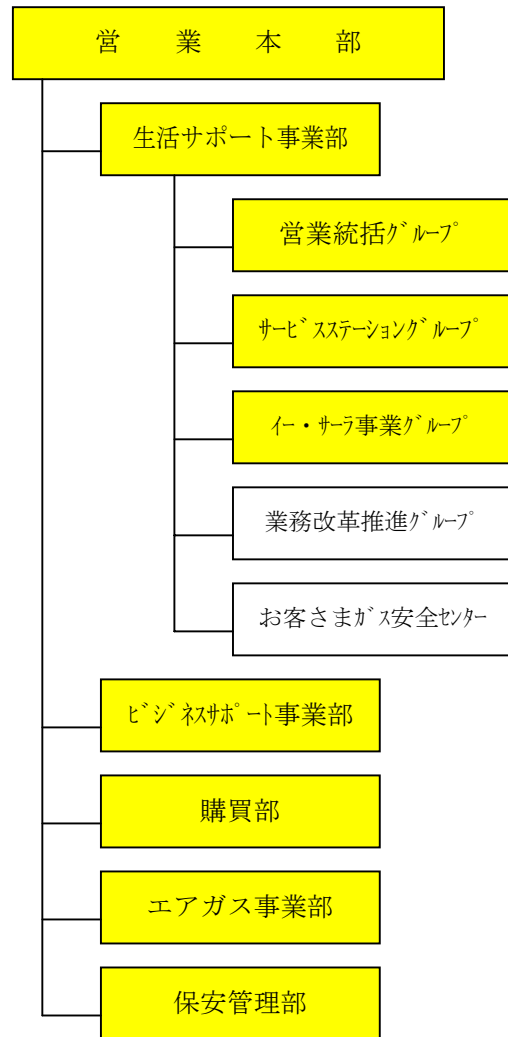 営業本部
生活サポート事業部
営業統括ｸﾞﾙｰﾌﾟ
ｻｰﾋﾞｽｽﾃｰｼｮﾝｸﾞﾙｰﾌﾟ
ｲｰ・ｻｰﾗ事業ｸﾞﾙｰﾌﾟ
業務改革推進ｸﾞﾙｰﾌﾟ
お客さまｶﾞｽ安全ｾﾝﾀｰ
ﾋﾞｼﾞﾈｽｻﾎﾟｰﾄ事業部
購買部
エアガス事業部
保安管理部